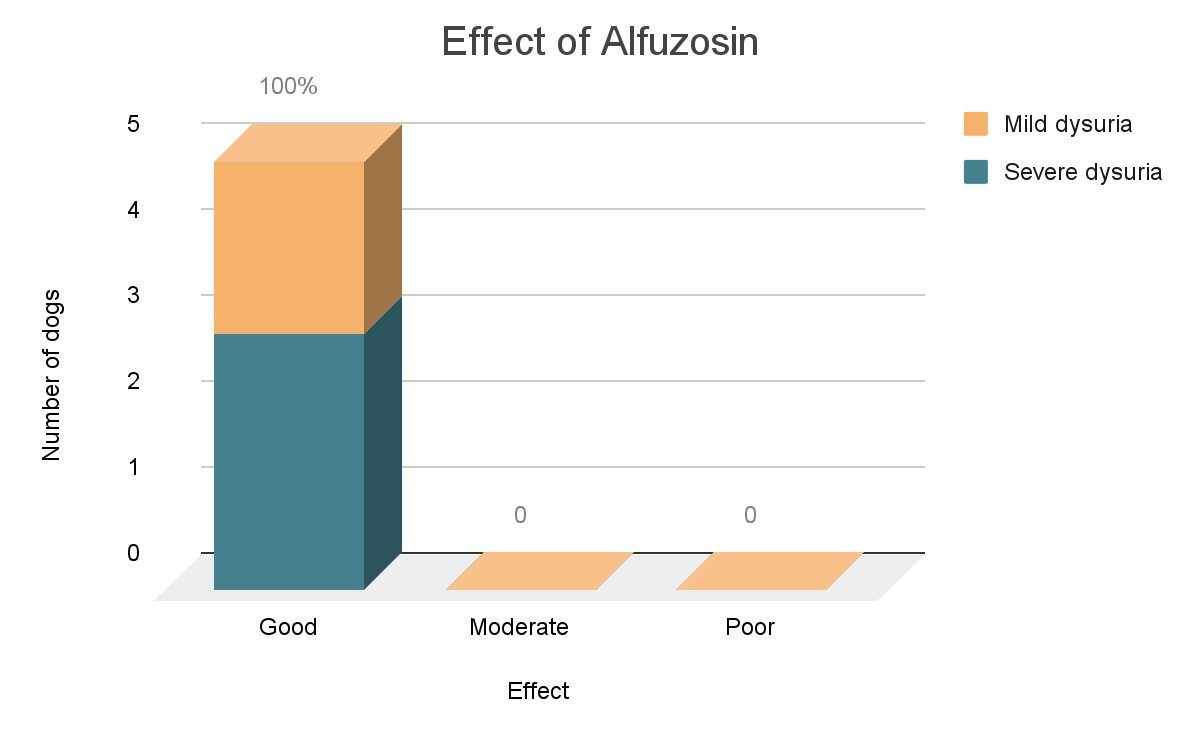 Effect of Alfuzosin
100%
5
4
3
2
1
0
Number of dogs
0
0
Good
Moderate
Poor
Effect
Mild dysuria
Severe dysuria